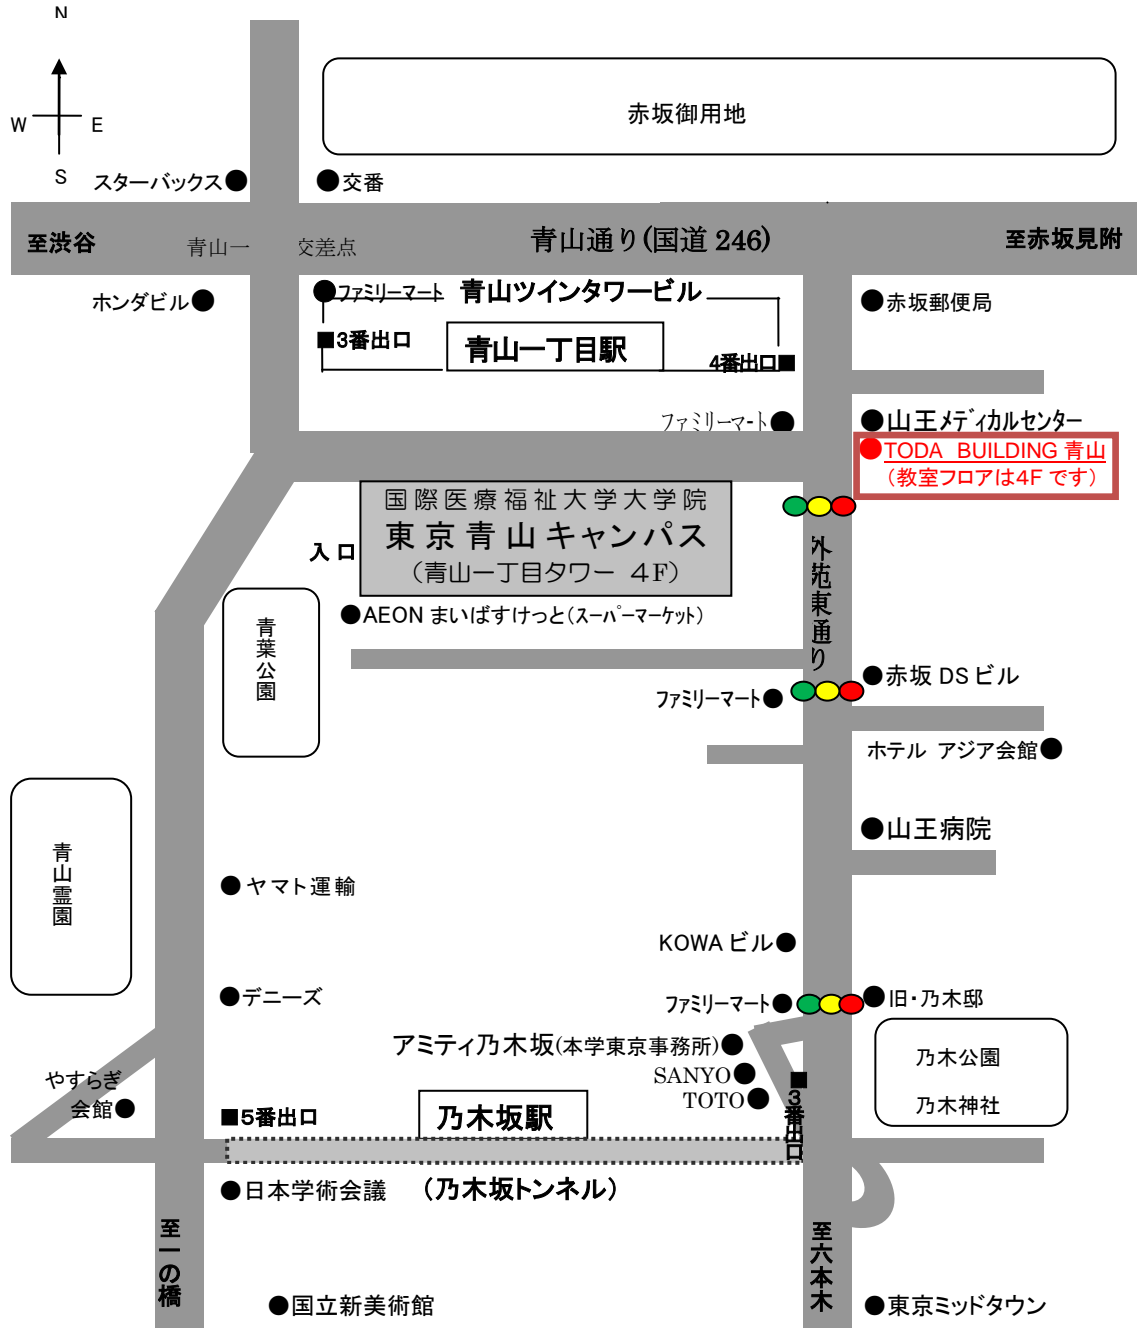 N
W
E
S
赤坂御用地
スターバックス●
●交番
至渋谷
青山一
交差点
青山通り(国道 246)
至赤坂見附
ホンダビル●
●ファミリーマート
青山ツインタワービル
●赤坂郵便局
■3番出口
青山一丁目駅
4番出口■
ファミリーマート●
●山王メディカルセンター
●TODA BUILDING 青山
（教室フロアは4F です）
国際医療福祉大学大学院
東京青山キャンパス
（青山一丁目タワー 4F）
入口
外苑東通り
●AEON まいばすけっと(スーパーマーケット)
青葉公園
●赤坂 DS ビル
ファミリーマート●
ホテル アジア会館●
青山霊園
●山王病院
●ヤマト運輸
KOWA ビル●
●デニーズ
ファミリーマート●
●旧・乃木邸
アミティ乃木坂(本学東京事務所)●
乃木公園
SANYO●
やすらぎ
会館●
TOTO●
■3番出口
乃木神社
■5番出口
乃木坂駅
●日本学術会議
（乃木坂トンネル）
至一の橋
至六本木
●国立新美術館
●東京ミッドタウン